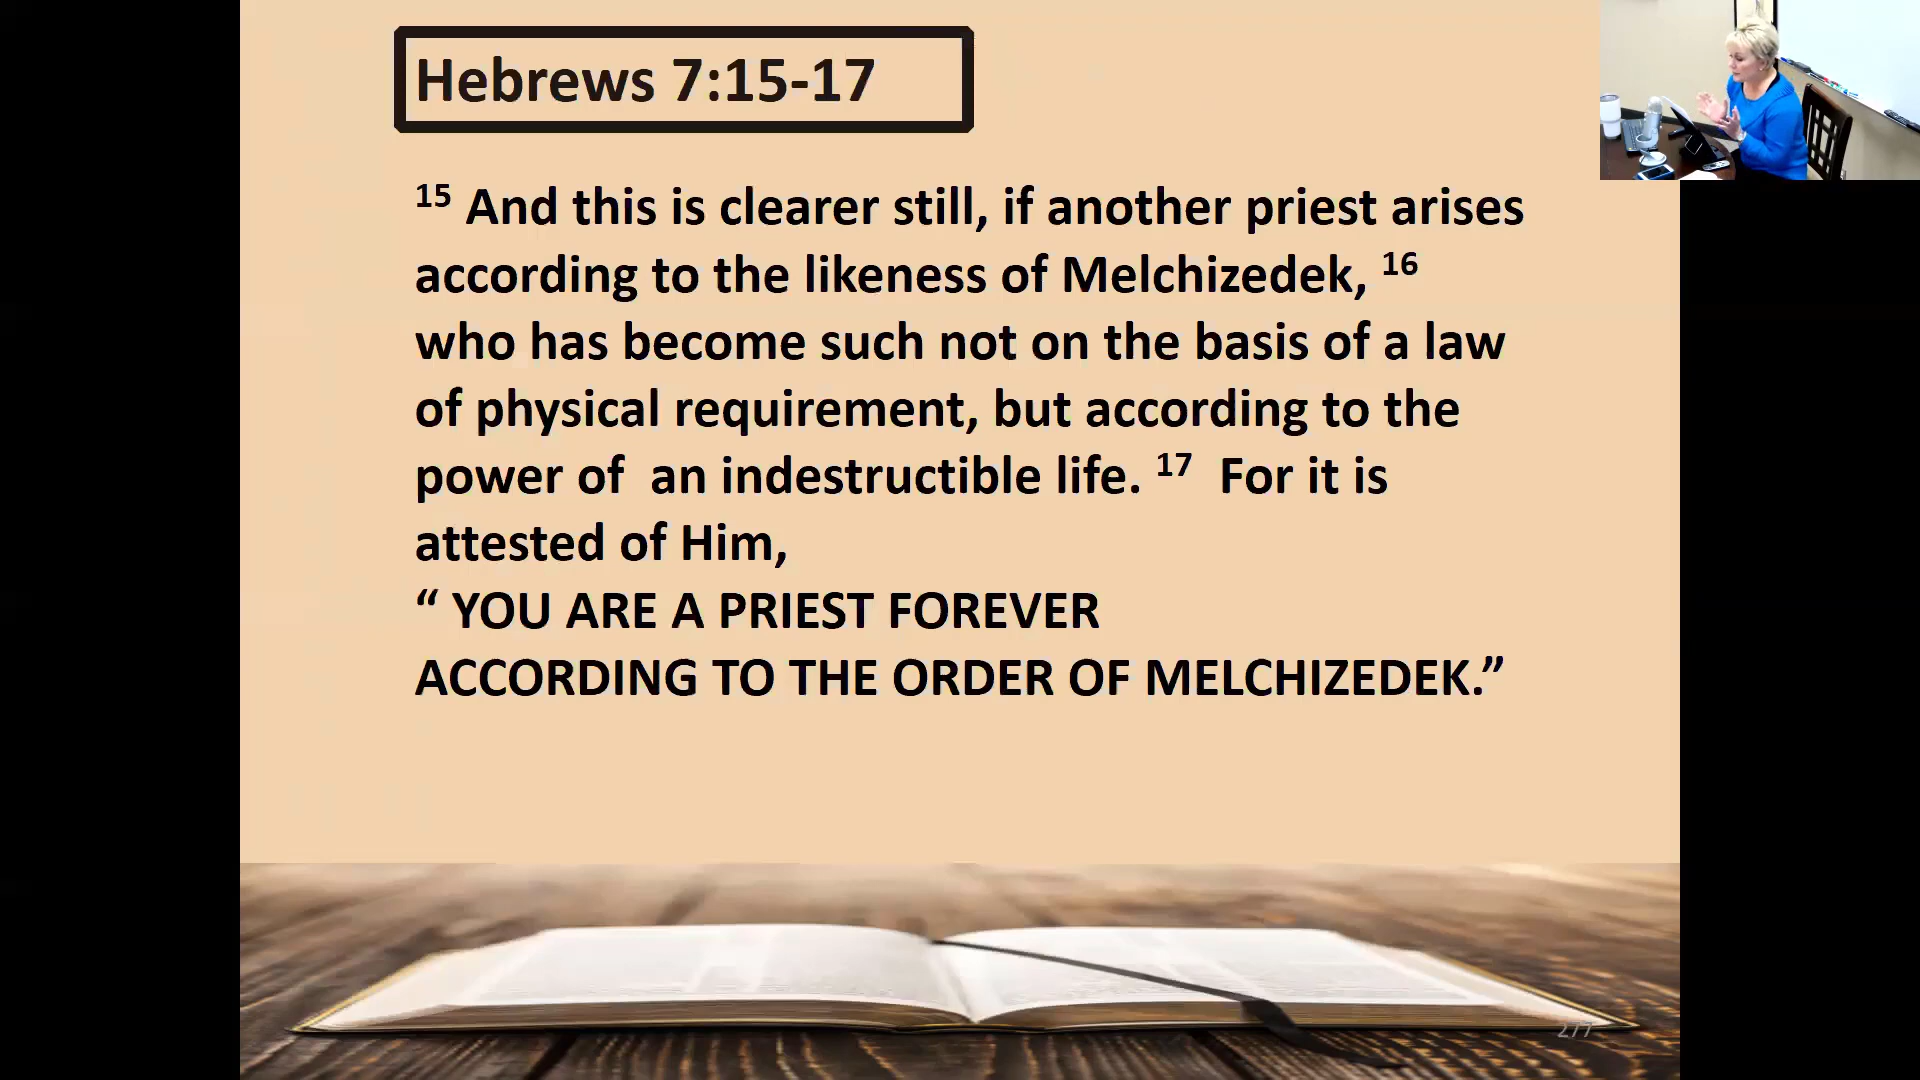 Hebrews 7:15-17
15 And this is clearer still, if another priest arises
according to the likeness of Melchizedek, 16
who has become such not on the basis of a law
of physical requirement, but according to the
power of an indestructible life. 17 For it is
attested of Him,
“ YOU ARE A PRIEST FOREVER
ACCORDING TO THE ORDER OF MELCHIZEDEK.”
277